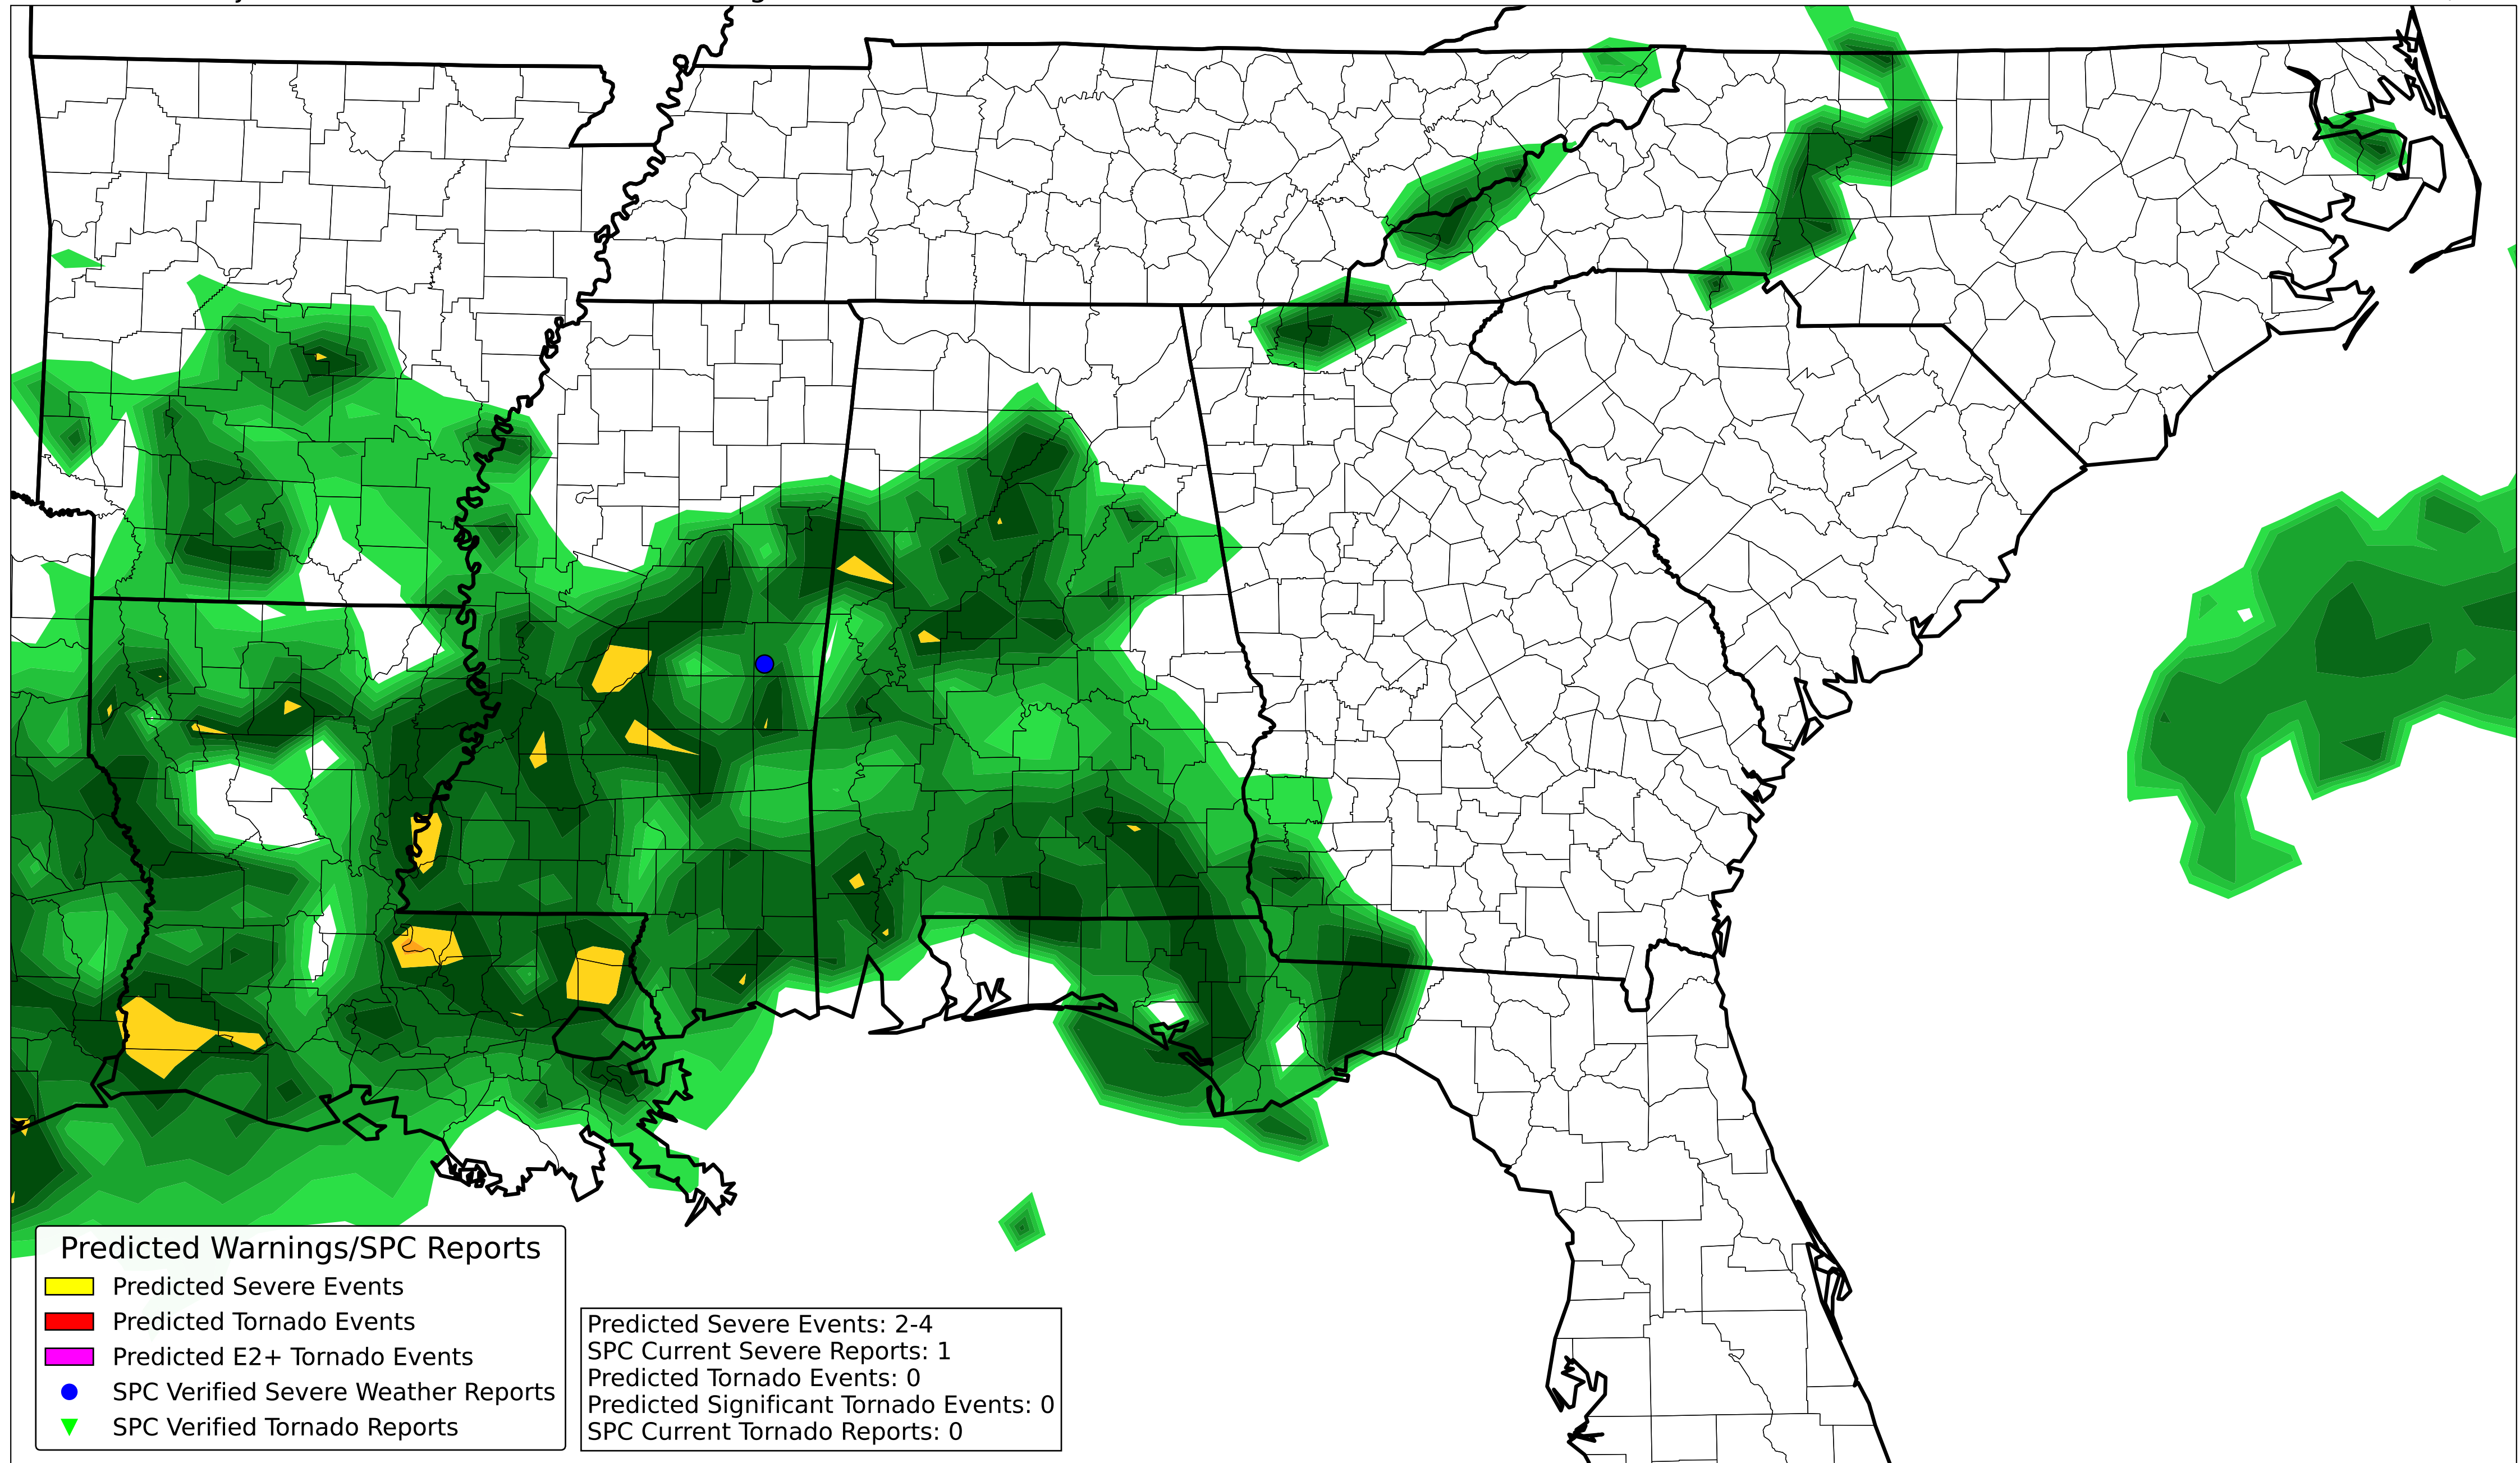 Predicted Warnings/SPC Reports
Predicted Severe Events
Predicted Tornado Events
Predicted E2+ Tornado Events
SPC Verified Severe Weather Reports
SPC Verified Tornado Reports
Predicted Severe Events: 2-4
SPC Current Severe Reports: 1
Predicted Tornado Events: 0
Predicted Significant Tornado Events: 0
SPC Current Tornado Reports: 0